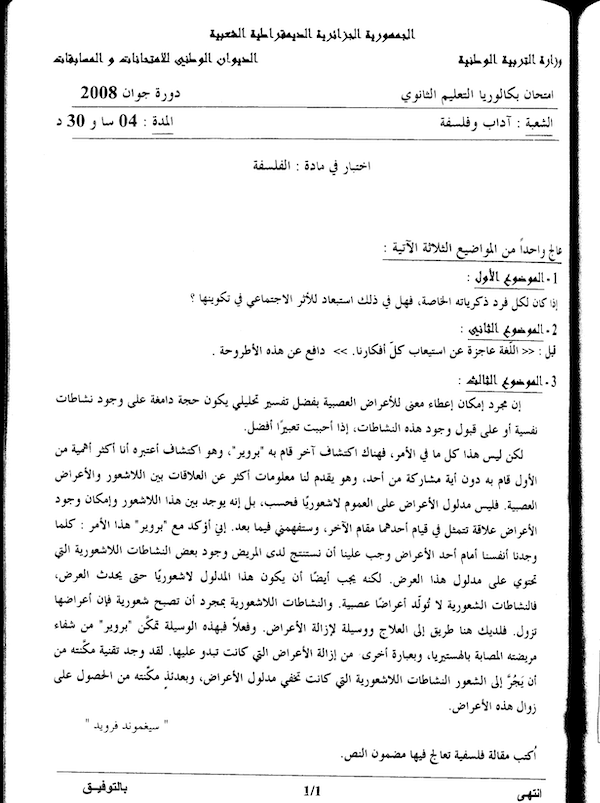 الجمهورية الجزائرية الديمقراطية الشعبية
وزارة التربية الوطنية
الديوان الوطني للامتحانات و المسابقات
امتحان بكالوريا التعليم الثانوي
دورة جوان 2008
الشعبة : آداب وفلسفة
المدة : 04 سا و 30 د
اختبار في مادة : الفلسفة
عالج واحداً من المواضيع الثلاثة الآتية :
1- الموضوع الأول :
إذا كان لكل فرد ذكرياته الخاصة، فهل في ذلك استبعاد للأثر الاجتماعي في تكوينها ؟
2- الموضوع الثاني :
قيل : << اللّغة عاجزة عن استيعاب كلّ أفكارنا. >> دافع عن هذه الأطروحة .
3- الموضوع الثالث :
إن مجرد إمكان إعطاء معنى للأعراض العصبية بفضل تفسير تحليلي يكون حجة دامغة على وجود نشاطات
نفسية أو على قبول وجود هذه النشاطات، إذا أحببت تعبيرًا أفضل.
لكن ليس هذا كل ما في الأمر، فهناك اكتشاف آخر قام به "بروير"، وهو اكتشاف أعتبره أنا أكثر أهمية من
الأول قام به دون أية مشاركة من أحد، وهو يقدم لنا معلومات أكثر عن العلاقات بين اللاشعور والأعراض
العصبية. فليس مدلول الأعراض على العموم لاشعوريًا فحسب، بل إنه يوجد بين هذا اللاشعور وإمكان وجود
الأعراض علاقة تتمثل في قيام أحدهما مقام الآخر، وستفهمني فيما بعد. إني أؤكد مع "بروير" هذا الأمر : كلما
وجدنا أنفسنا أمام أحد الأعراض وجب علينا أن نستنتج لدى المريض وجود بعض النشاطات اللاشعورية التي
تحتوي على مدلول هذا العرض. لكنه يجب أيضًا أن يكون هذا المدلول لاشعوريًا حتى يحدث العرض،
فالنشاطات الشعورية لا تُولّد أعراضًا عصبية. والنشاطات اللاشعورية بمجرد أن تصبح شعورية فإن أعراضها
تزول. فلديك هنا طريق إلى العلاج ووسيلة لإزالة الأعراض. وفعلاً فبهذه الوسيلة تمكّن "بروير" من شفاء
مريضته المصابة بالهستيريا، وبعبارة أخرى من إزالة الأعراض التي كانت تبدو عليها. لقد وجد تقنية مكّنته من
أن يَجُرَّ إلى الشعور النشاطات اللاشعورية التي كانت تخفي مدلول الأعراض، وبعدئذٍ مكّنته من الحصول على
زوال هذه الأعراض.
" سيغموند فرويد "
أكتب مقالة فلسفية تعالج فيها مضمون النص.
انتهى
1/1
بالتوفيق